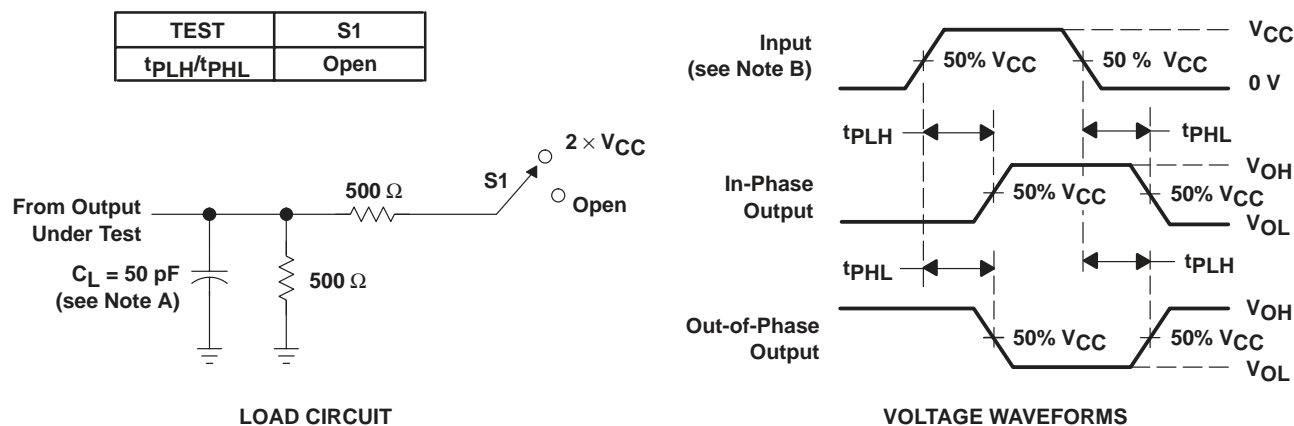 TEST S1
tPLH/tPHL Open
2 × VCC
S1
Open
500 Ω
From Output
Under Test
CL = 50 pF
(see Note A)
500 Ω
LOAD CIRCUIT
Input
(see Note B)
50% VCC
50 % VCC
VCC
0 V
tPLH
tPHL
In-Phase
Output
50% VCC
50% VCC
VOH
VOL
tPHL
tPLH
Out-of-Phase
Output
50% VCC
50% VCC
VOH
VOL
VOLTAGE WAVEFORMS